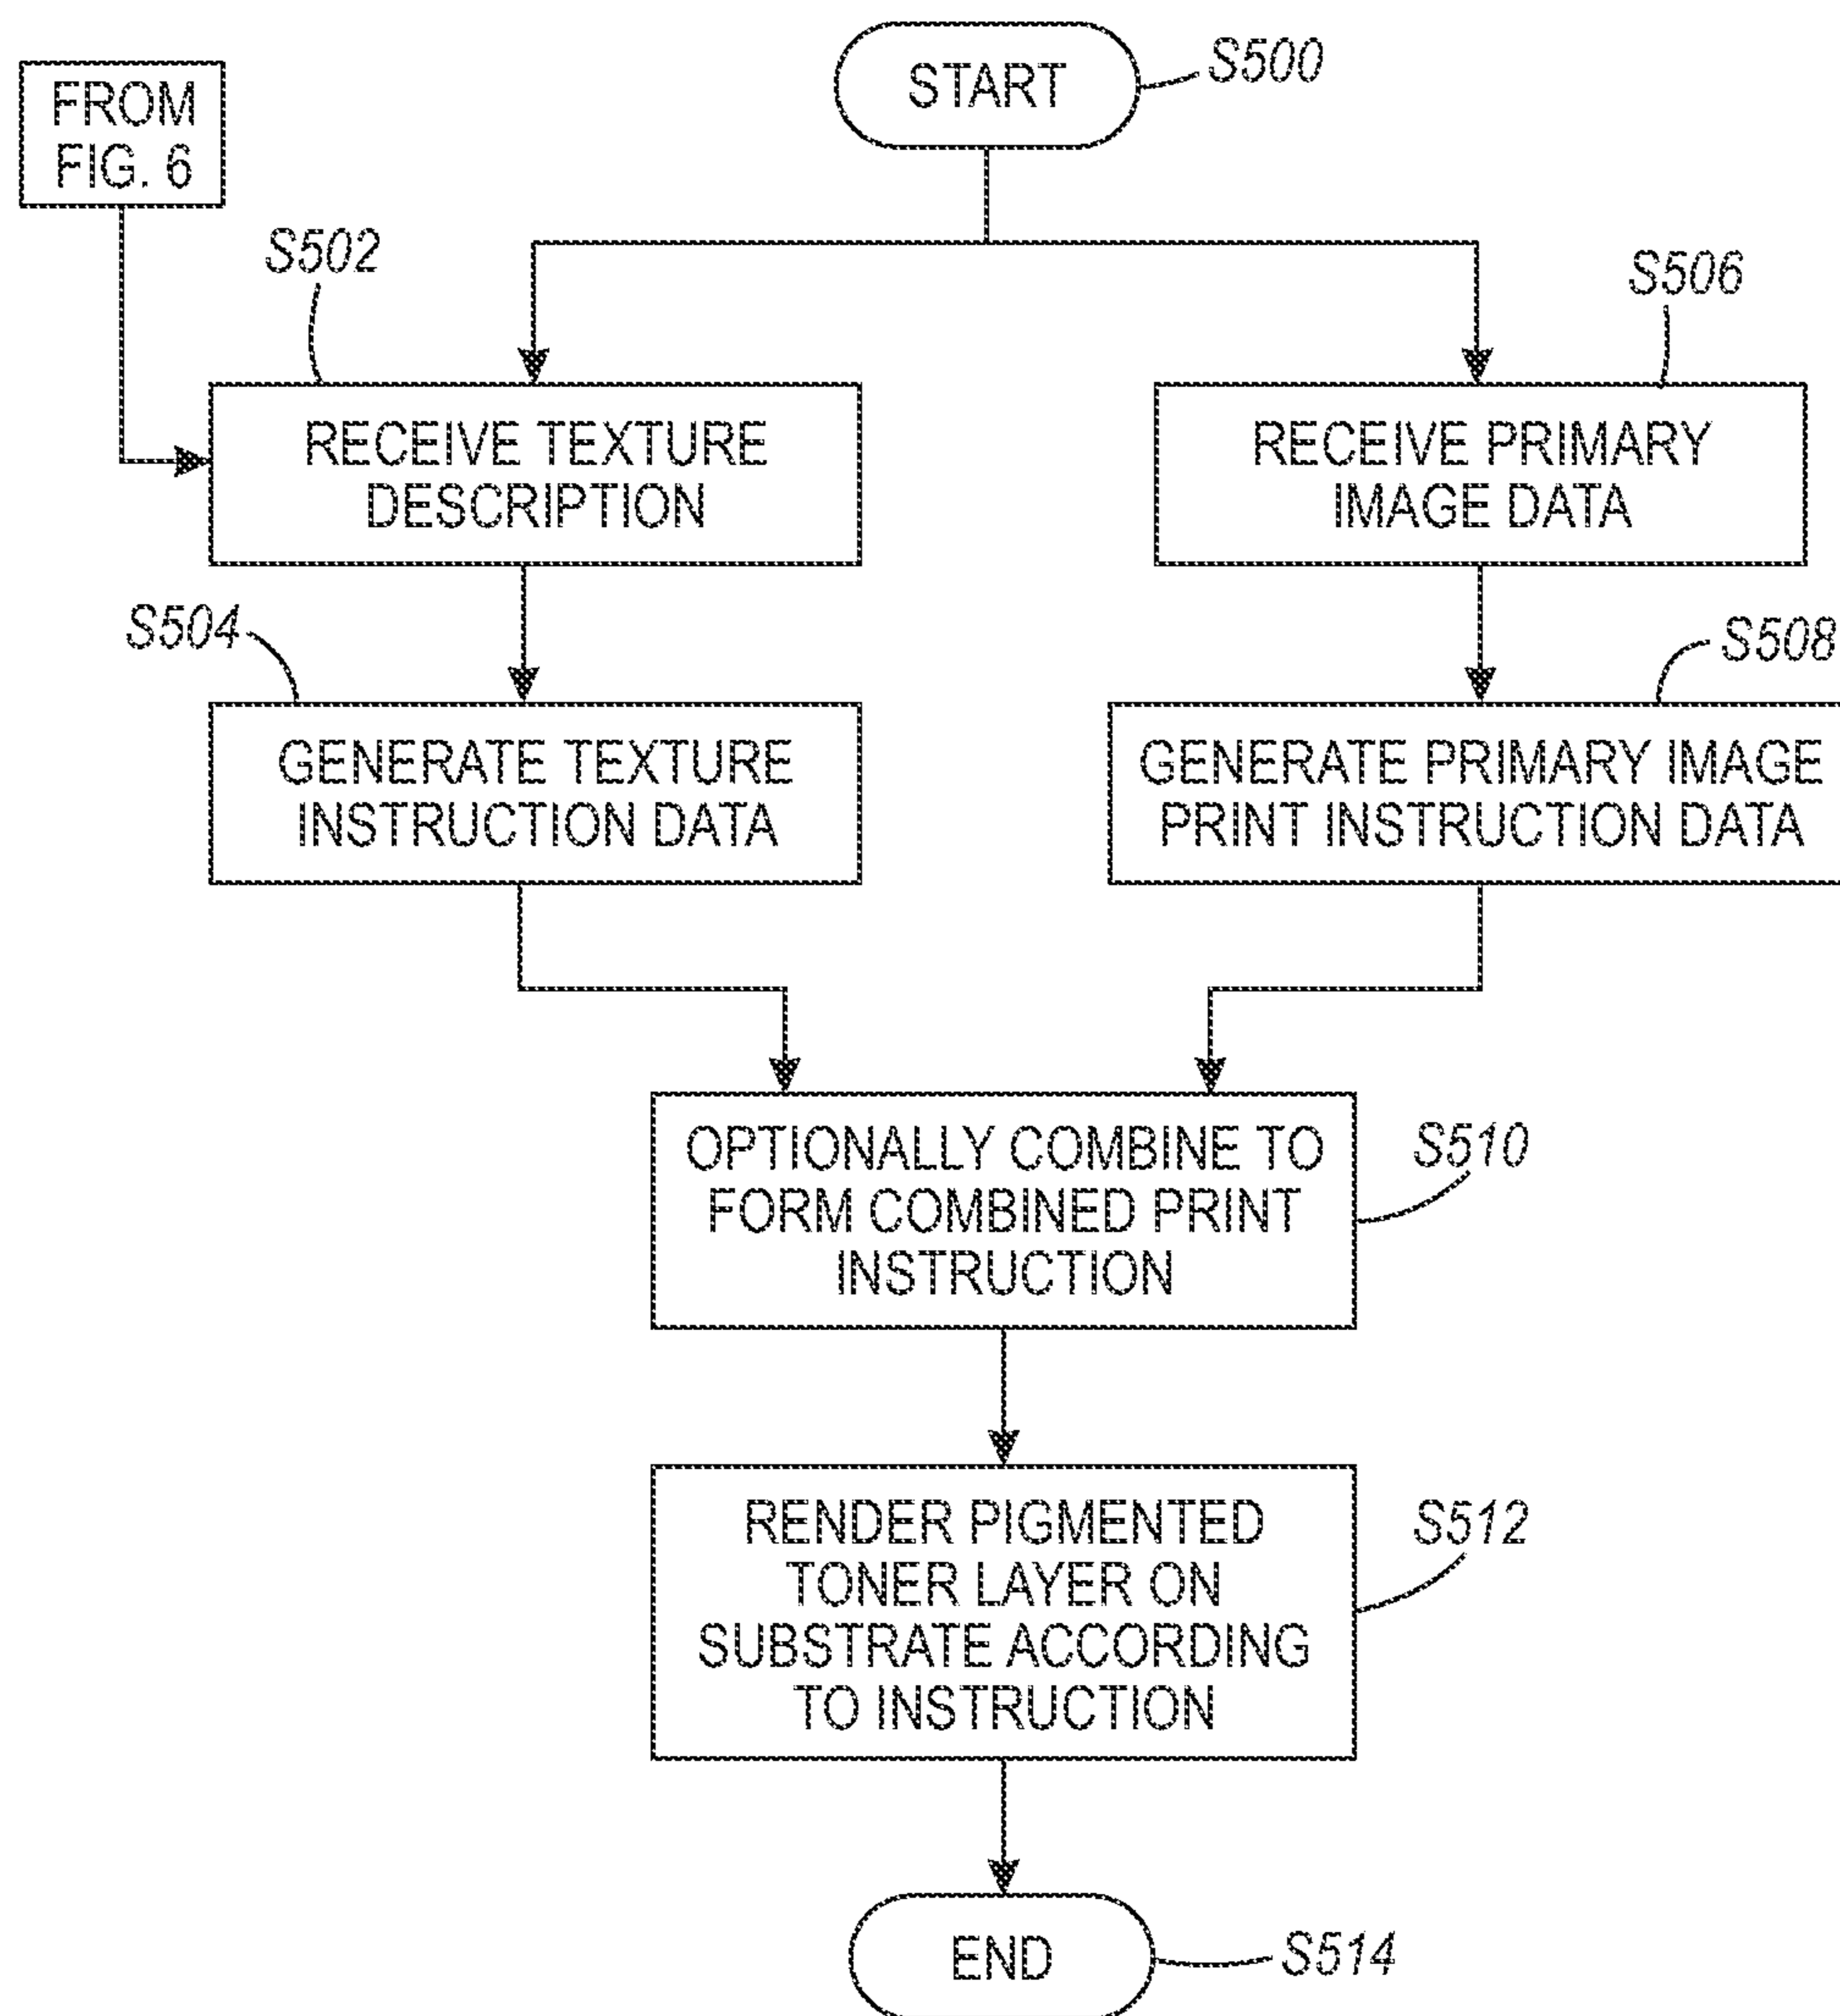 START
S500
FROM
FIG. 6
S502
S506
RECEIVE TEXTURE
DESCRIPTION
RECEIVE PRIMARY
IMAGE DATA
S504
S508
GENERATE TEXTURE
INSTRUCTION DATA
GENERATE PRIMARY IMAGE
PRINT INSTRUCTION DATA
OPTIONALLY COMBINE TO
FORM COMBINED PRINT
INSTRUCTION
S510
RENDER PIGMENTED
TONER LAYER ON
SUBSTRATE ACCORDING
TO INSTRUCTION
S512
END
S514